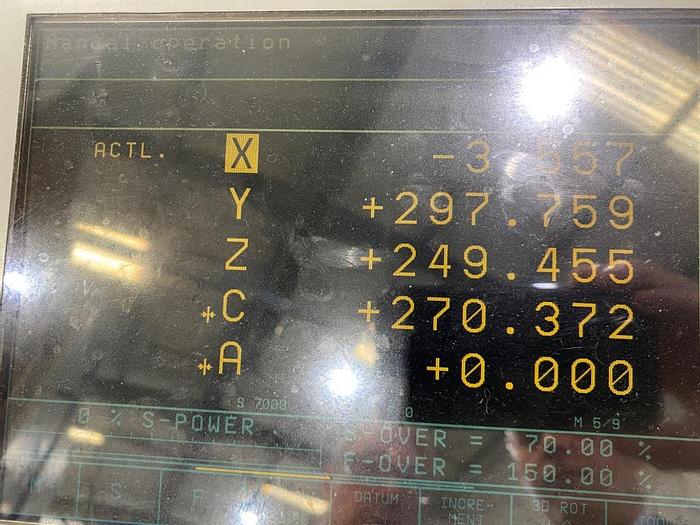 Manual operation
ACTL. X -3.557
Y +297.759
Z +249.455
C +270.372
A +0.000
S 7000 0 M 5/9
0 % S-POWER S-OVER = 70.00 %
F-OVER = 150.00 %
M S F DATUM INCRE-MENT 3D ROT